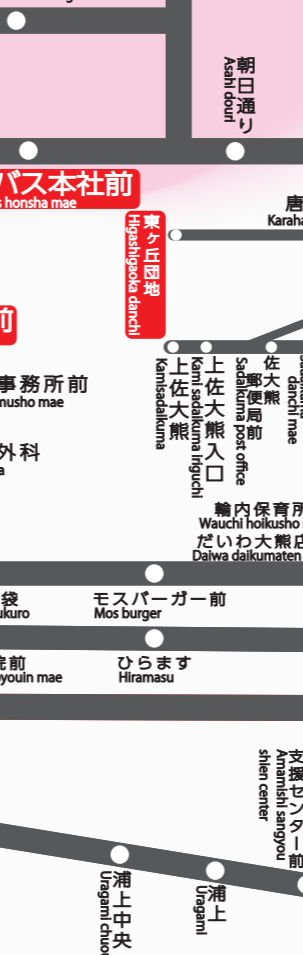 朝日通り
Asahi douri
バス本社前
honsha mae
唐
Karaha
東ヶ丘団地
Higashigaoka danchi
前
上佐大熊
Kamisadaikuma
上佐大熊入口
Kami sadaikuma iriguchi
佐大熊
郵便局前
Sadaikuma post office
danchi mae
事務所前
musho mae
外科
輪内保育所
Wauchi hoikusho
だいわ大熊店
Daiwa daikumaten
袋
ukuro
モスバーガー前
Mos burger
院前
byouin mae
ひらます
Hiramasu
支援センター前
Amamishi sangyou
shien center
浦上中央
Uragami chuou
浦上
Uragami